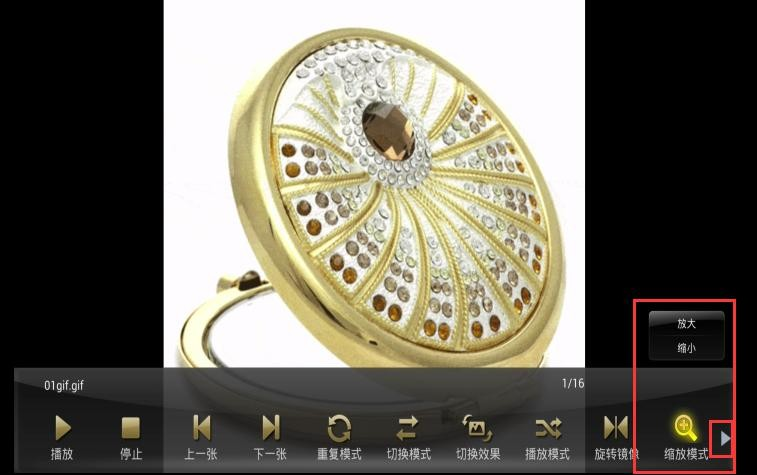 放大
缩小
01gif.gif
1/16
播放
停止
上一张
下一张
重复模式
切换模式
切换效果
播放模式
旋转镜像
缩放模式